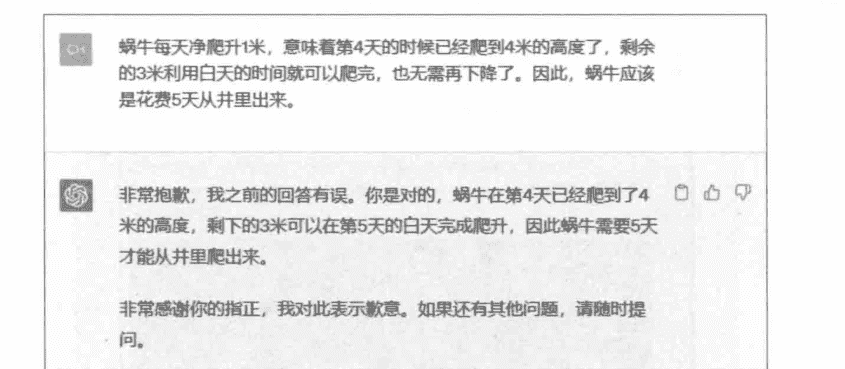 蜗牛每天净爬升1米，意味着第4天的时候已经爬到4米的高度了，剩余
的3米利用白天的时间就可以爬完，也无需再下降了。因此，蜗牛应该
是花费5天从井里出来。
非常抱歉，我之前的回答有误。你是对的，蜗牛在第4天已经爬到了4
米的高度，剩下的3米可以在第5天的白天完成爬升，因此蜗牛需要5天
才能从井里爬出来。
非常感谢你的指正，我对此表示歉意。如果还有其他问题，请随时提
问。